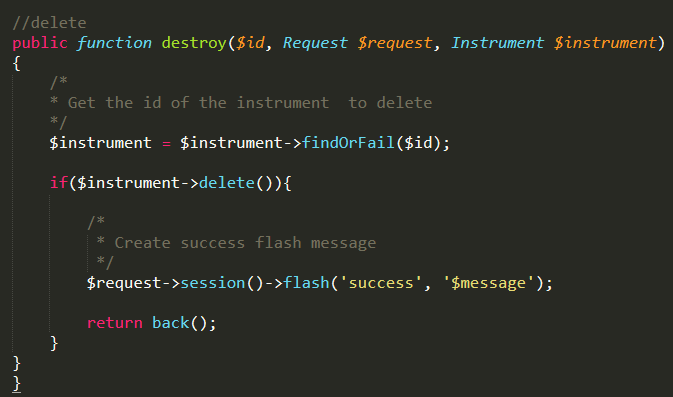 //delete
public function destroy($id, Request $request, Instrument $instrument)
{
/*
* Get the id of the instrument  to delete
*/
$instrument = $instrument->findOrFail($id);
if($instrument->delete()){
/*
* Create success flash message
*/
$request->session()->flash('success', '$message');
return back();
}
}
}